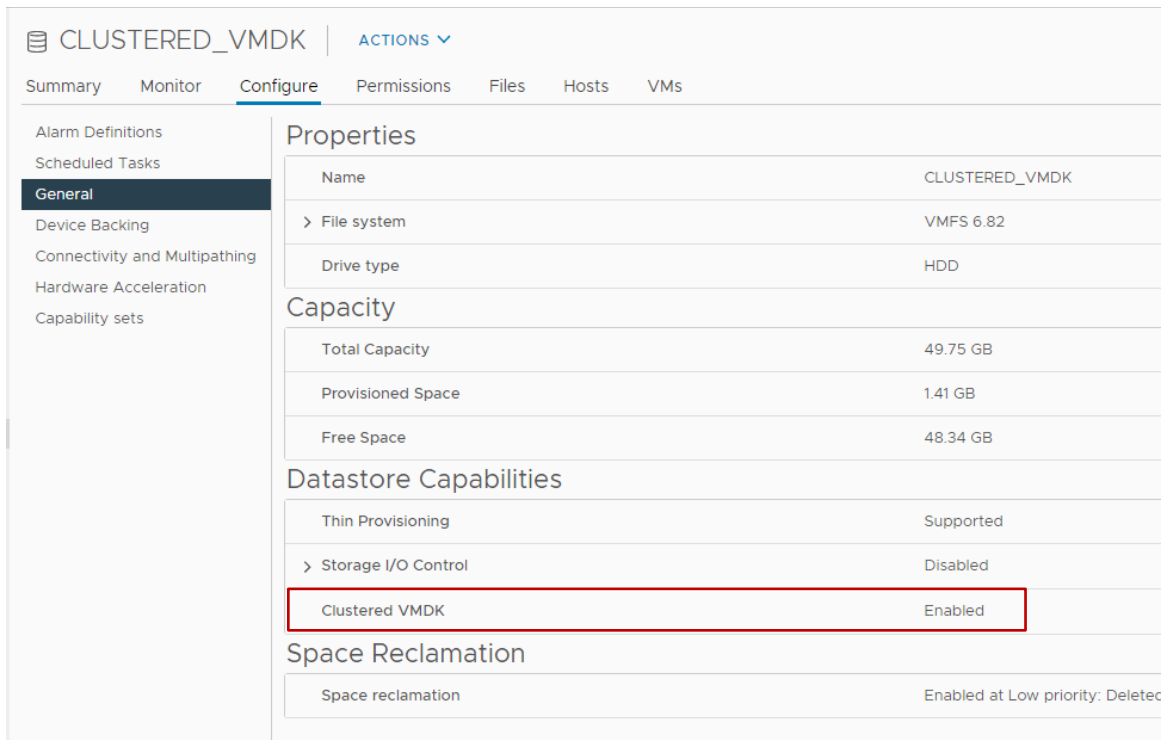 CLUSTERED_VMDK ACTIONS
Summary Monitor Configure Permissions Files Hosts VMs
Alarm Definitions
Scheduled Tasks
General
Device Backing
Connectivity and Multipathing
Hardware Acceleration
Capability sets
Properties
Name CLUSTERED_VMDK
File system VMFS 6.82
Drive type HDD
Capacity
Total Capacity 49.75 GB
Provisioned Space 1.41 GB
Free Space 48.34 GB
Datastore Capabilities
Thin Provisioning Supported
Storage I/O Control Disabled
Clustered VMDK Enabled
Space Reclamation
Space reclamation Enabled at Low priority: Deleted